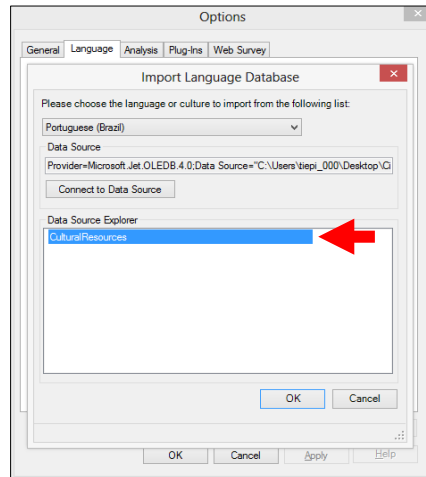 Options
General Language Analysis Plug-Ins Web Survey
Import Language Database
Please choose the language or culture to import from the following list:
Portuguese (Brazil)
Data Source
Provider=Microsoft.Jet.OLEDB.4.0;Data Source="C:\Users\tiepi_000\Desktop\Ci
Connect to Data Source
Data Source Explorer
CulturalResources
OK Cancel
OK Cancel Apply Help